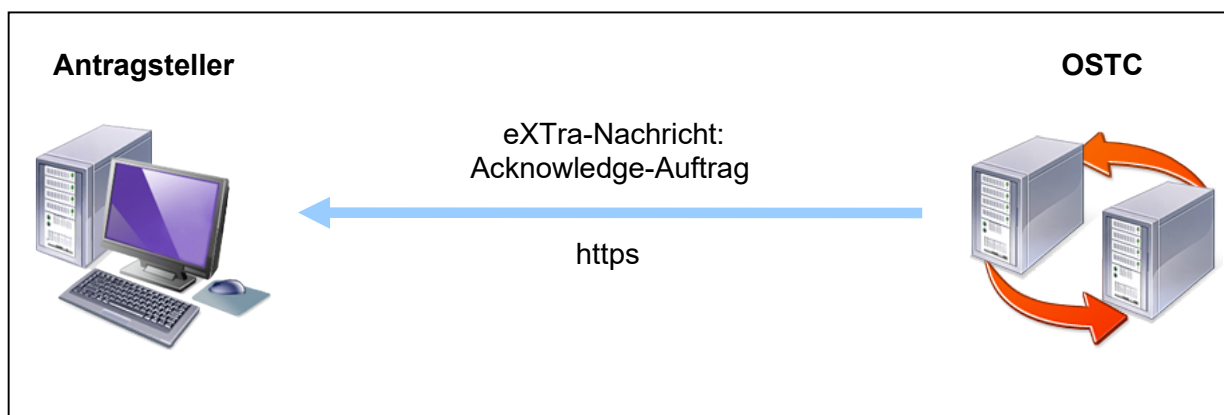 Antragsteller
OSTC
eXTra-Nachricht:
Acknowledge-Auftrag
https